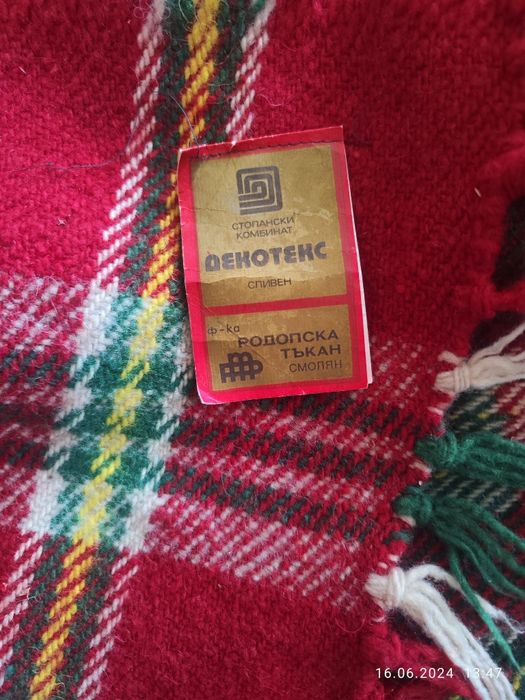 СТОПАНСКИ
КОМБИНАТ
ДЕКОТЕКС
СЛИВЕН
ф-ка
РОДОПСКА
ТЪКАН
СМОЛЯН
16.06.2024 13:47